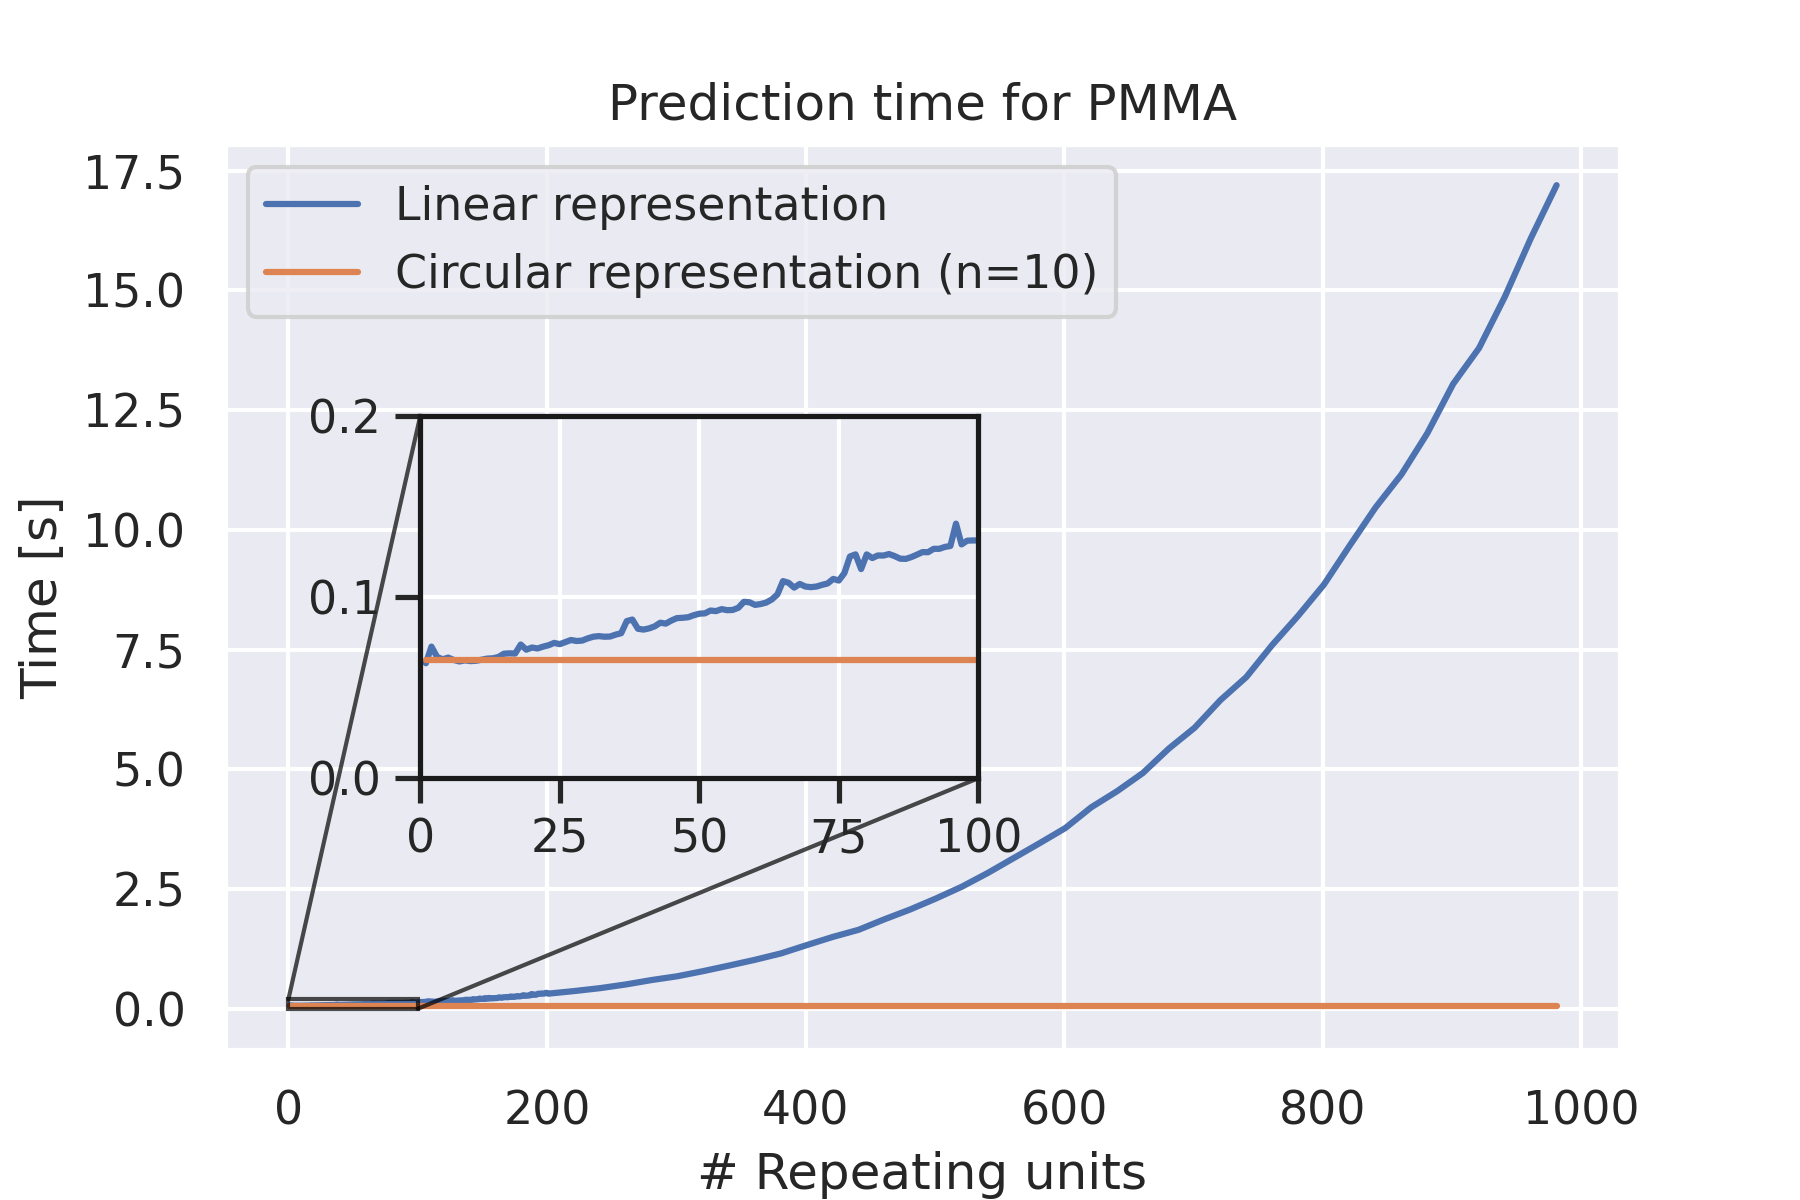 Prediction time for PMMA
17.5
15.0
12.5
10.0
7.5
5.0
2.5
0.0
Time [s]
Linear representation
Circular representation (n=10)
0.2
0.1
0.0
0 25 50 75 100
0 200 400 600 800 1000
# Repeating units